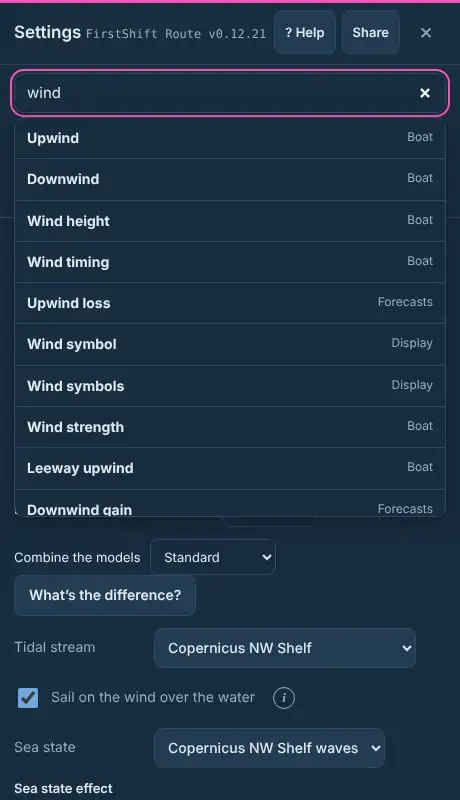 Settings FirstShift Route v0.12.21 ? Help Share ×
wind ×
Upwind Boat
Downwind Boat
Wind height Boat
Wind timing Boat
Upwind loss Forecasts
Wind symbol Display
Wind symbols Display
Wind strength Boat
Leeway upwind Boat
Downwind gain Forecasts
Combine the models Standard
What's the difference?
Tidal stream Copernicus NW Shelf
Sail on the wind over the water i
Sea state Copernicus NW Shelf waves
Sea state effect